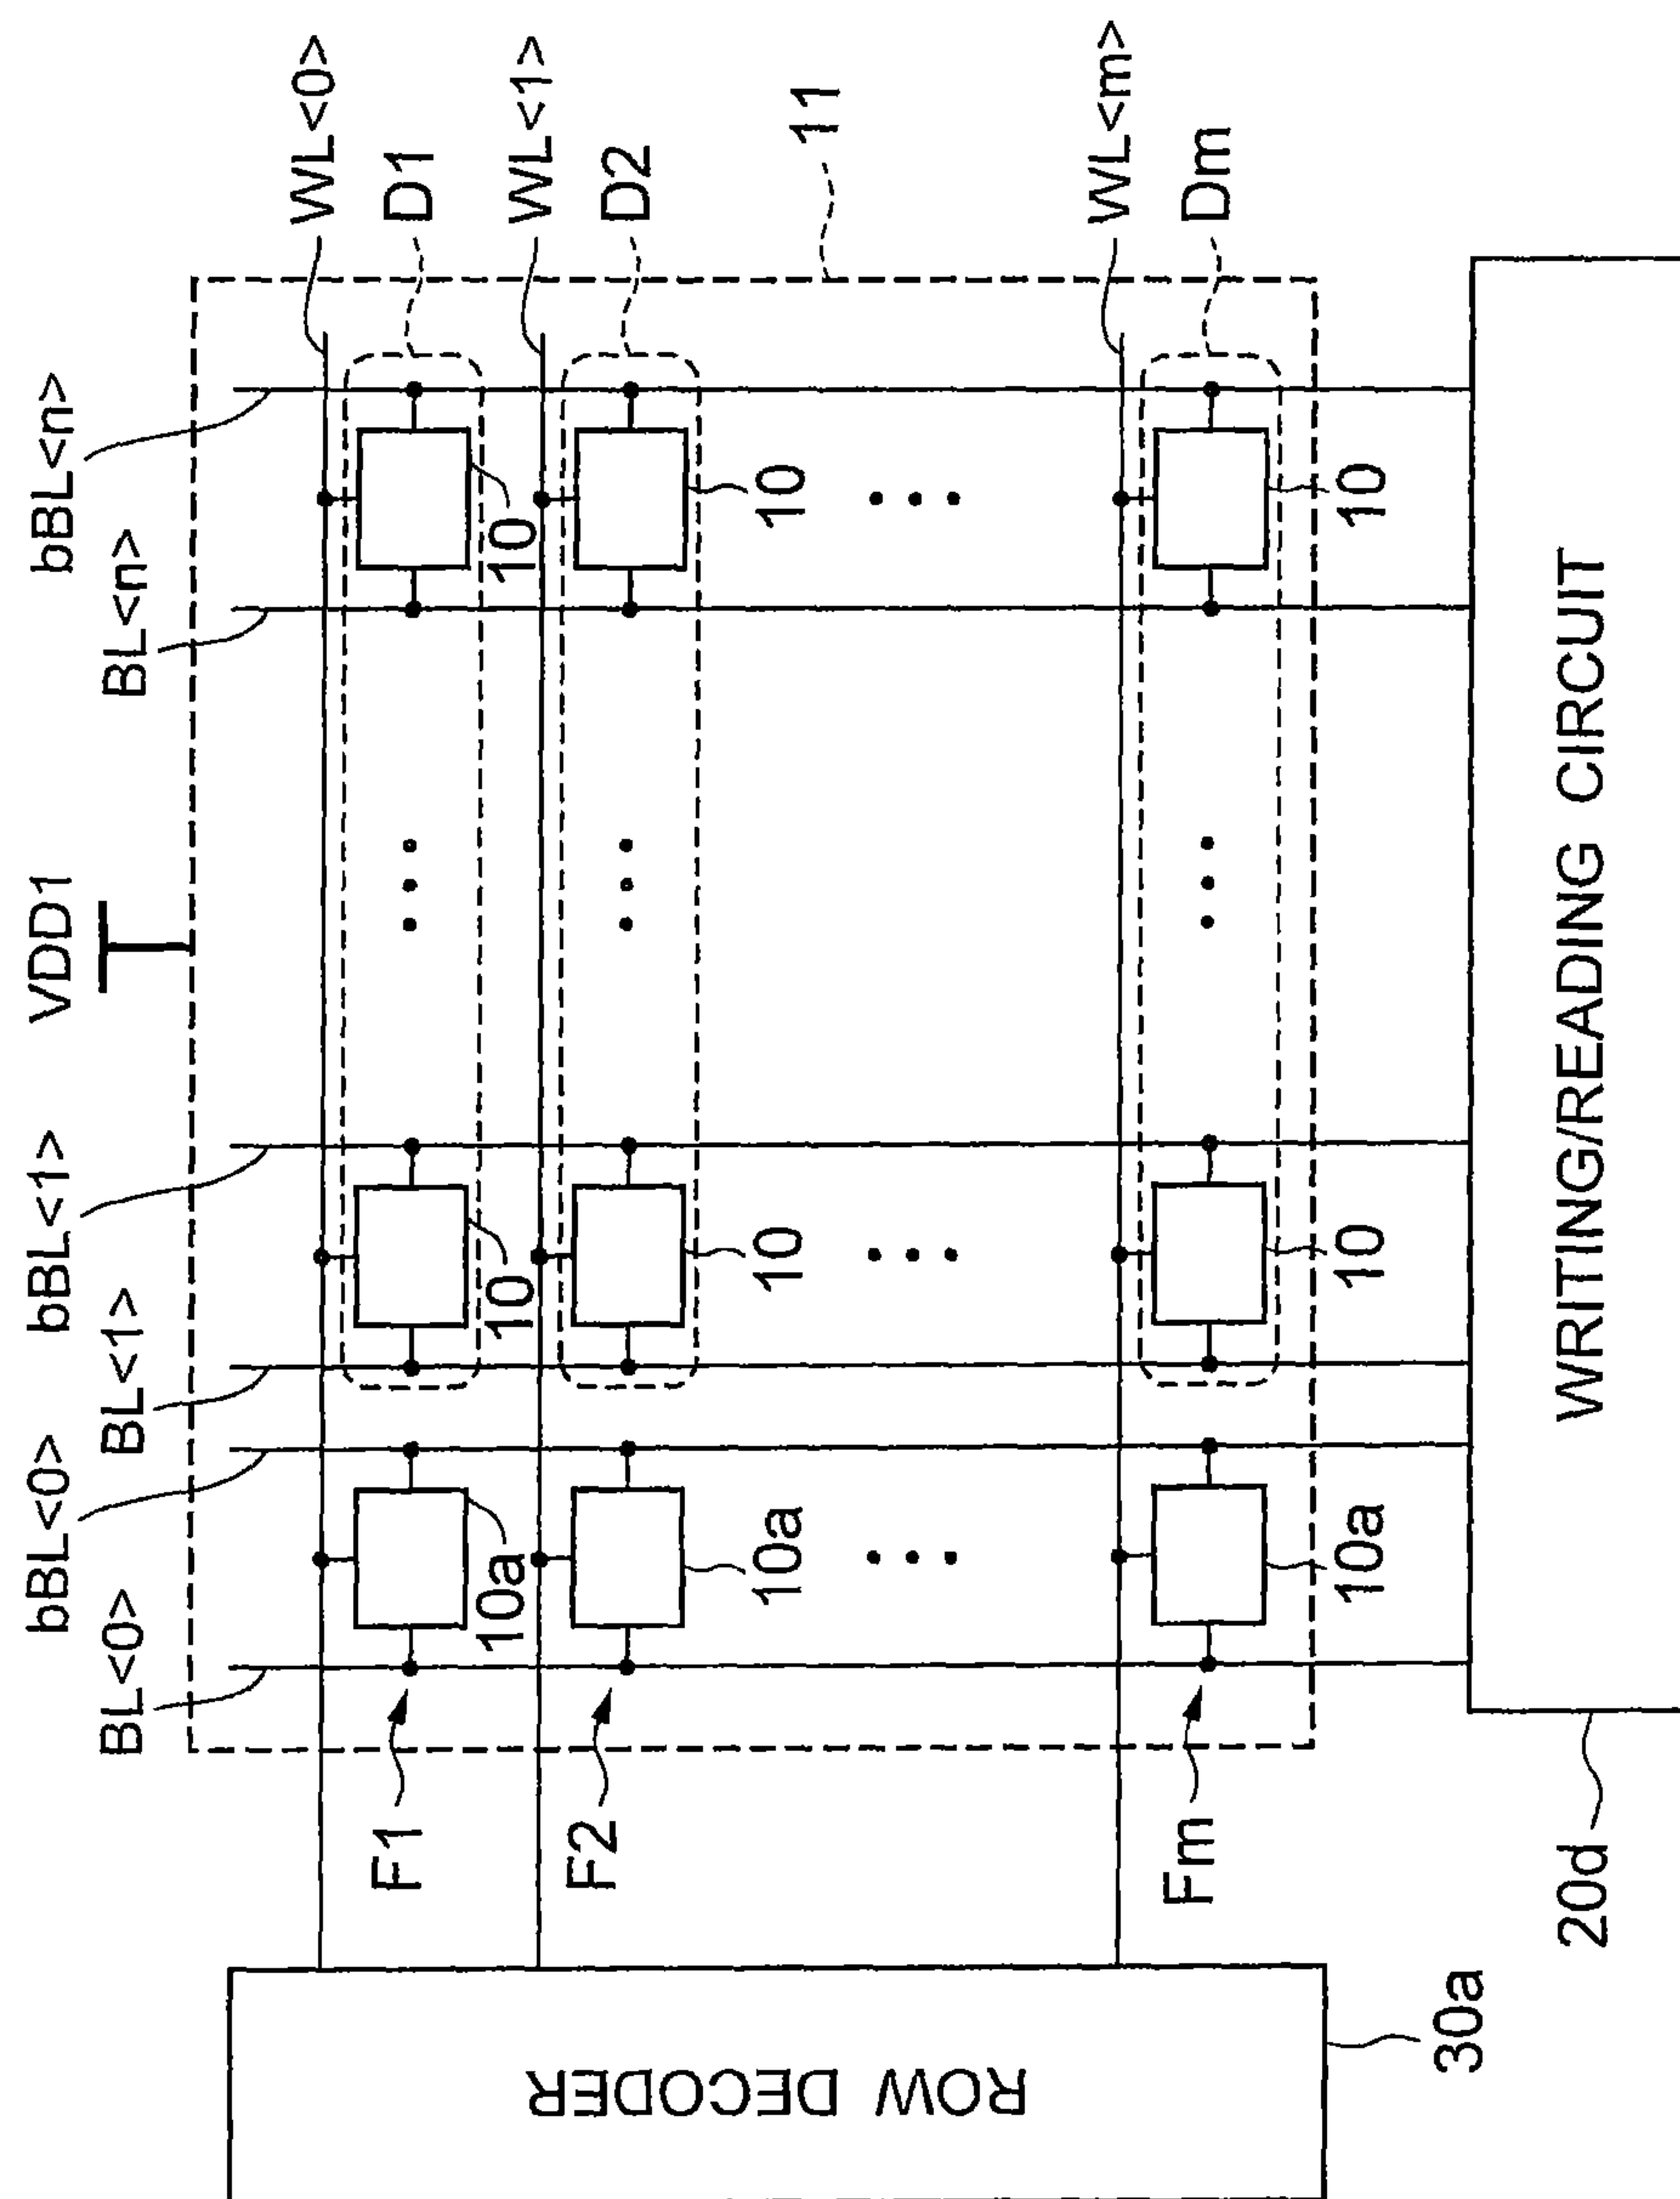 bBL<0>
bBL<1>
VDD1
bBL<n>
BL<0>
BL<1>
BL<n>
WL<0>
F1
D1
10a
10
10
WL<1>
F2
D2
10a
10
10
ROW DECODER
11
WL<m>
Fm
Dm
10a
10
10
30a
20d
WRITING/READING CIRCUIT